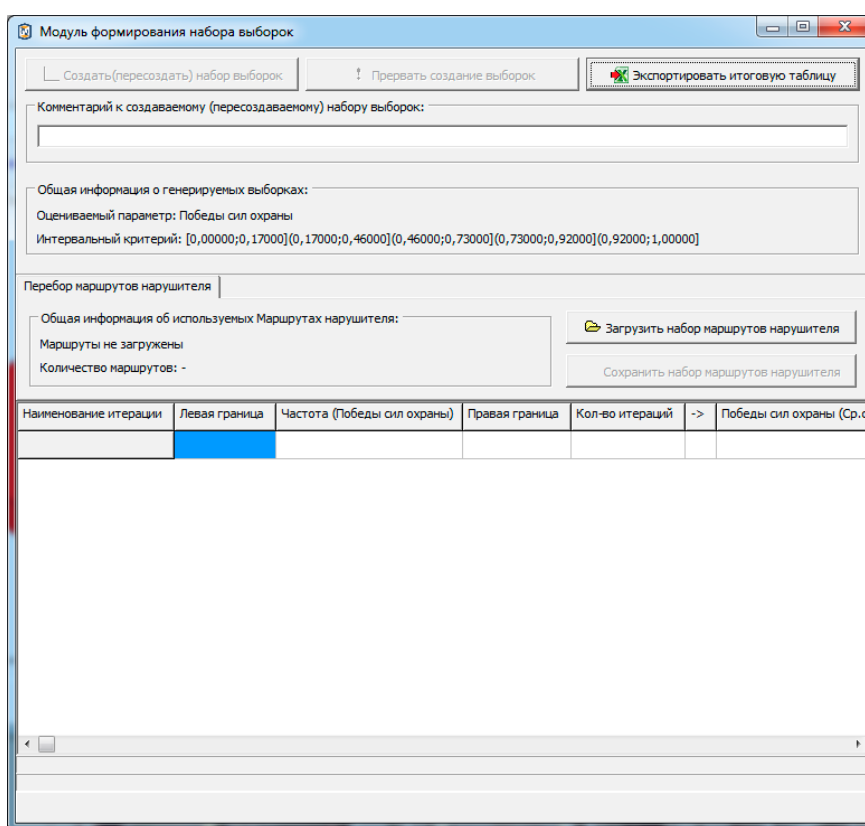 Модуль формирования набора выборок
Создать(пересоздать) набор выборок
Прервать создание выборок
Экспортировать итоговую таблицу
Комментарий к создаваемому (пересоздаваемому) набору выборок:
Общая информация о генерируемых выборках:
Оцениваемый параметр: Победы сил охраны
Интервальный критерий: [0,00000;0,17000](0,17000;0,46000](0,46000;0,73000](0,73000;0,92000](0,92000;1,00000]
Перебор маршрутов нарушителя
Общая информация об используемых Маршрутах нарушителя:
Маршруты не загружены
Количество маршрутов: -
Загрузить набор маршрутов нарушителя
Сохранить набор маршрутов нарушителя
Наименование итерации Левая граница Частота (Победы сил охраны) Правая граница Кол-во итераций -> Победы сил охраны (Ср.